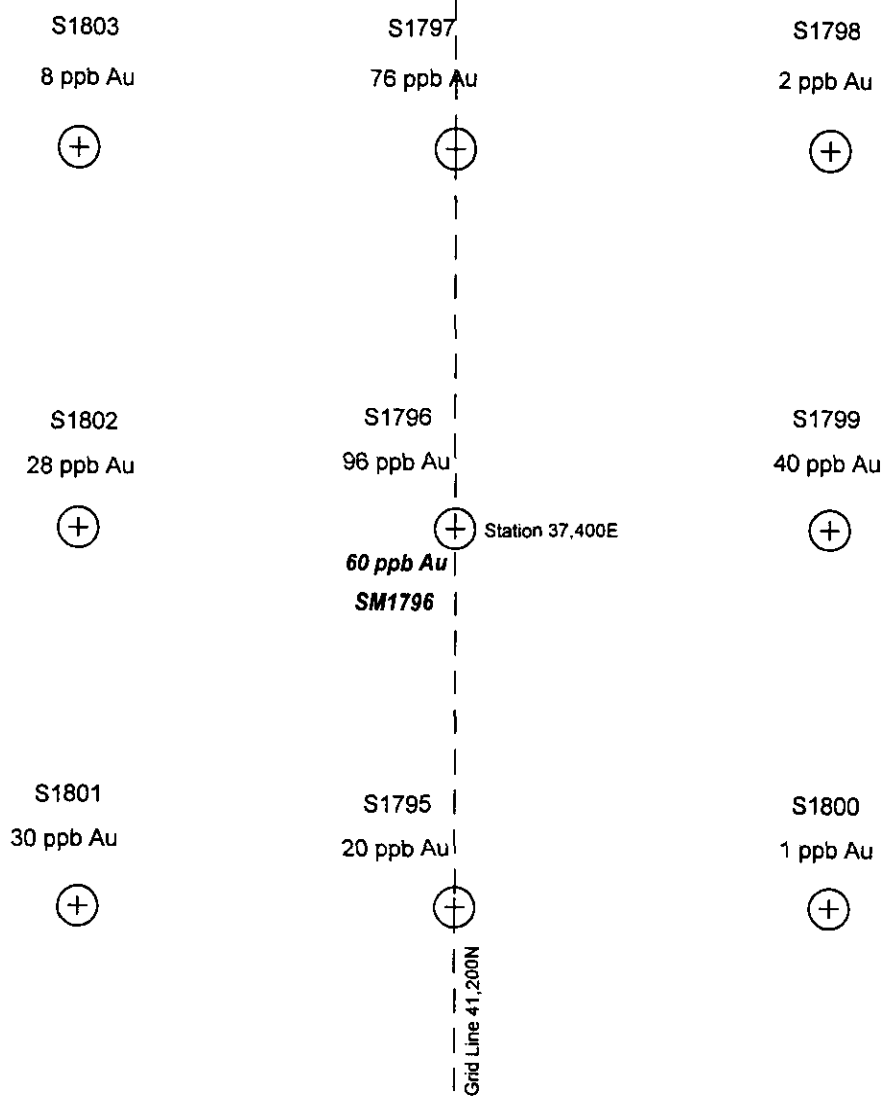 S1803
8 ppb Au
S1797
76 ppb Au
S1798
2 ppb Au
S1802
28 ppb Au
S1796
96 ppb Au
S1799
40 ppb Au
Station 37,400E
60 ppb Au
SM1796
S1801
30 ppb Au
S1795
20 ppb Au
S1800
1 ppb Au
Grid Line 41,200N